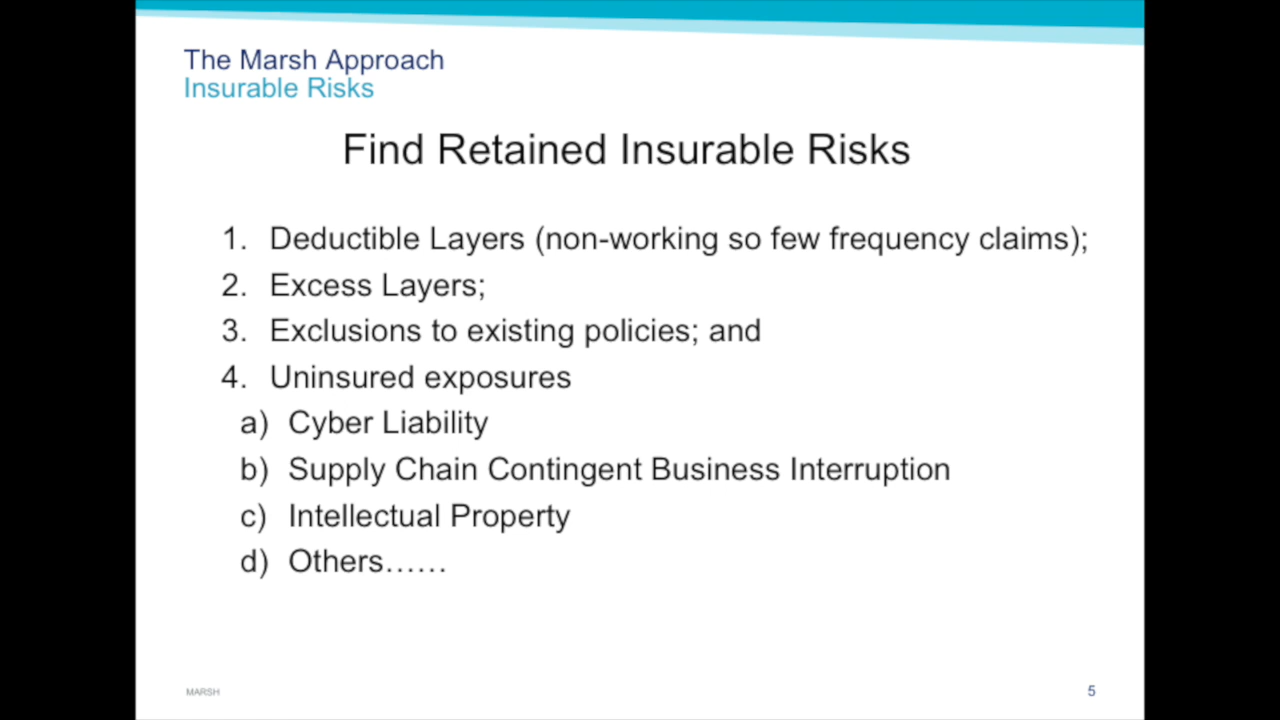 The Marsh Approach
Insurable Risks
Find Retained Insurable Risks
1. Deductible Layers (non-working so few frequency claims);
2. Excess Layers;
3. Exclusions to existing policies; and
4. Uninsured exposures
a) Cyber Liability
b) Supply Chain Contingent Business Interruption
c) Intellectual Property
d) Others……
MARSH
5